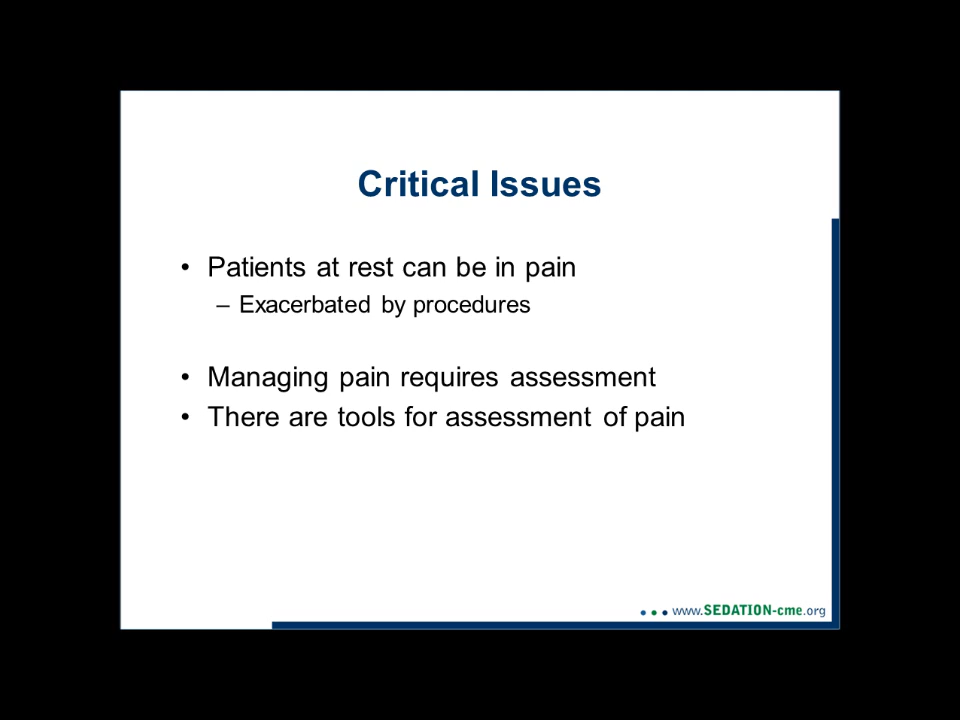 Critical Issues
• Patients at rest can be in pain
– Exacerbated by procedures
• Managing pain requires assessment
• There are tools for assessment of pain
www.SEDATION-cme.org